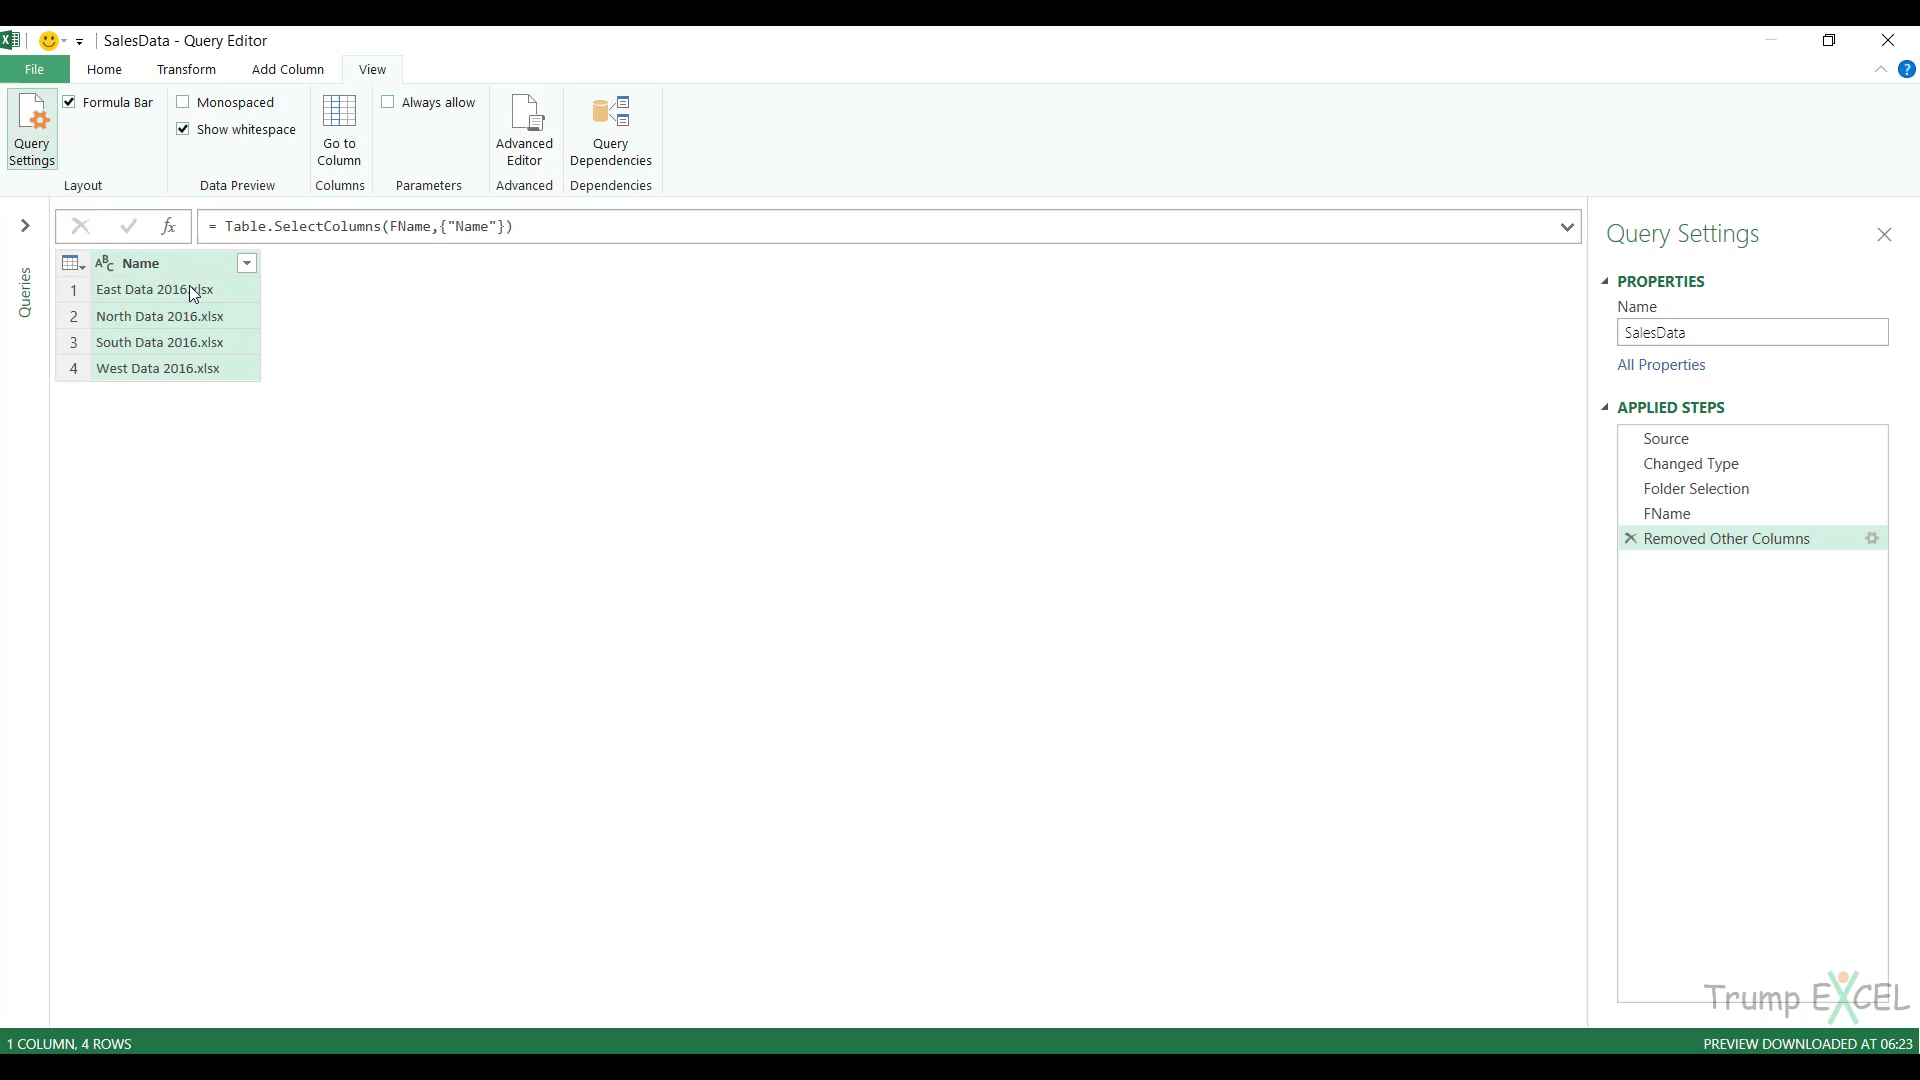 SalesData - Query Editor
File
Home
Transform
Add Column
View
?
Query
Settings
Formula Bar
Layout
Monospaced
Show whitespace
Data Preview
Go to
Column
Columns
Always allow
Parameters
Advanced
Editor
Advanced
Query
Dependencies
Dependencies
Queries
fx
= Table.SelectColumns(FName,{"Name"})
ABC Name
1 East Data 2016.xlsx
2 North Data 2016.xlsx
3 South Data 2016.xlsx
4 West Data 2016.xlsx
Query Settings
PROPERTIES
Name
SalesData
All Properties
APPLIED STEPS
Source
Changed Type
Folder Selection
FName
Removed Other Columns
Trump EXCEL
1 COLUMN, 4 ROWS
PREVIEW DOWNLOADED AT 06:23